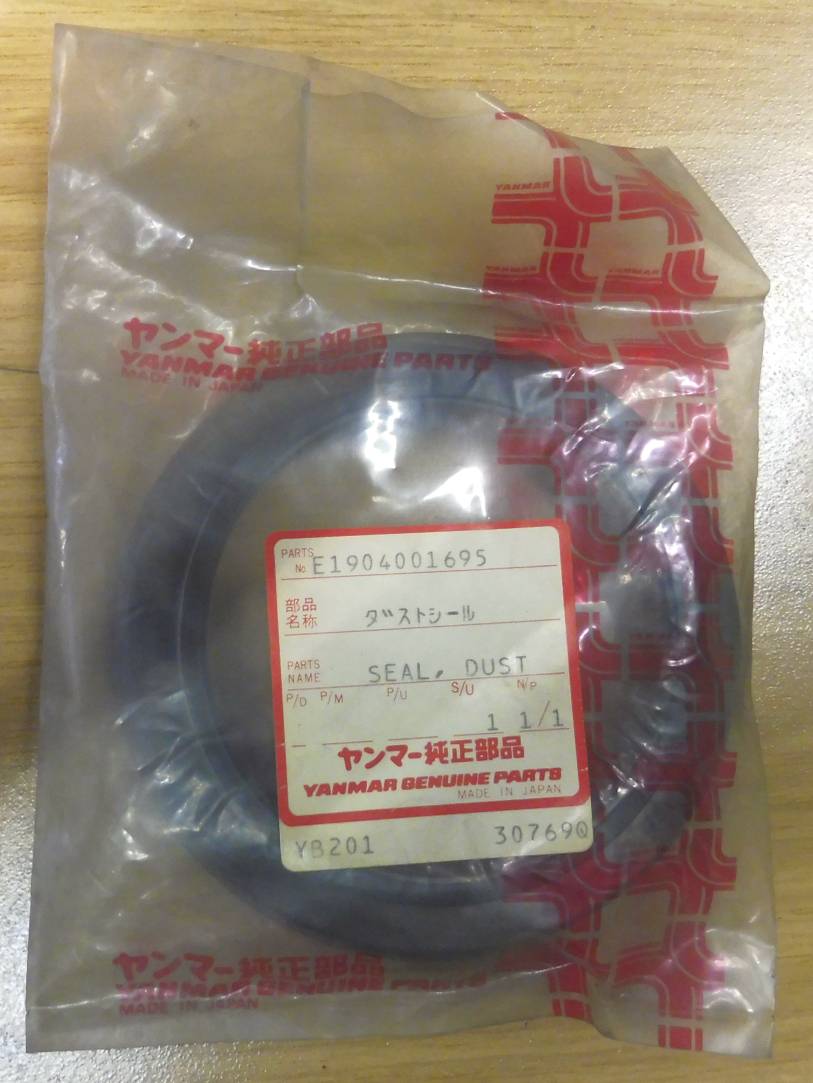 YANMAR
YANMAR
YANMAR
ヤンマー純正部品
YANMAR GENUINE PARTS
MADE IN JAPAN
PARTS
No E1904001695
部品
名称 ダストシール
PARTS
NAME SEAL, DUST
P/D P/M P/U S/U N/P
1 1/1
ヤンマー純正部品
YANMAR GENUINE PARTS
MADE IN JAPAN
YB201 307690
ヤンマー純正部品
YANMAR GENUINE PARTS
MADE IN JAPAN